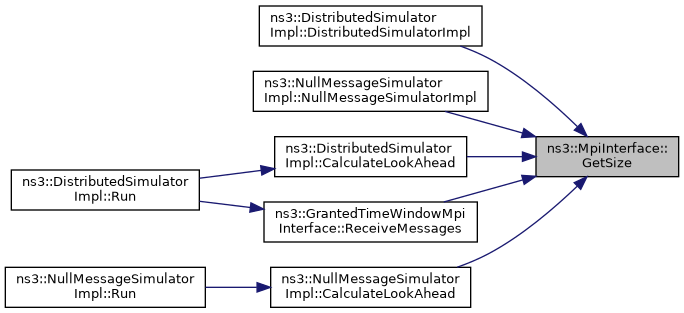 ns3::DistributedSimulator
Impl::DistributedSimulatorImpl
ns3::NullMessageSimulator
Impl::NullMessageSimulatorImpl
ns3::DistributedSimulator
Impl::CalculateLookAhead
ns3::MpiInterface::
GetSize
ns3::DistributedSimulator
Impl::Run
ns3::GrantedTimeWindowMpi
Interface::ReceiveMessages
ns3::NullMessageSimulator
Impl::Run
ns3::NullMessageSimulator
Impl::CalculateLookAhead